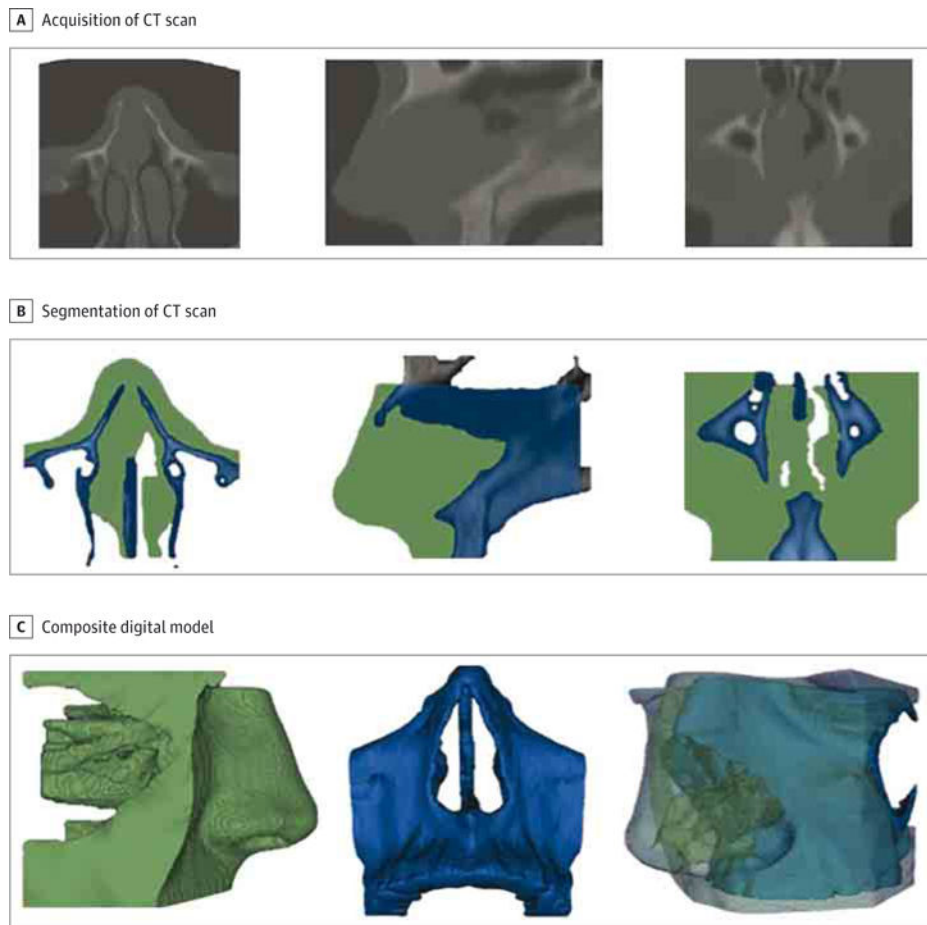 A Acquisition of CT scan
B Segmentation of CT scan
C Composite digital model